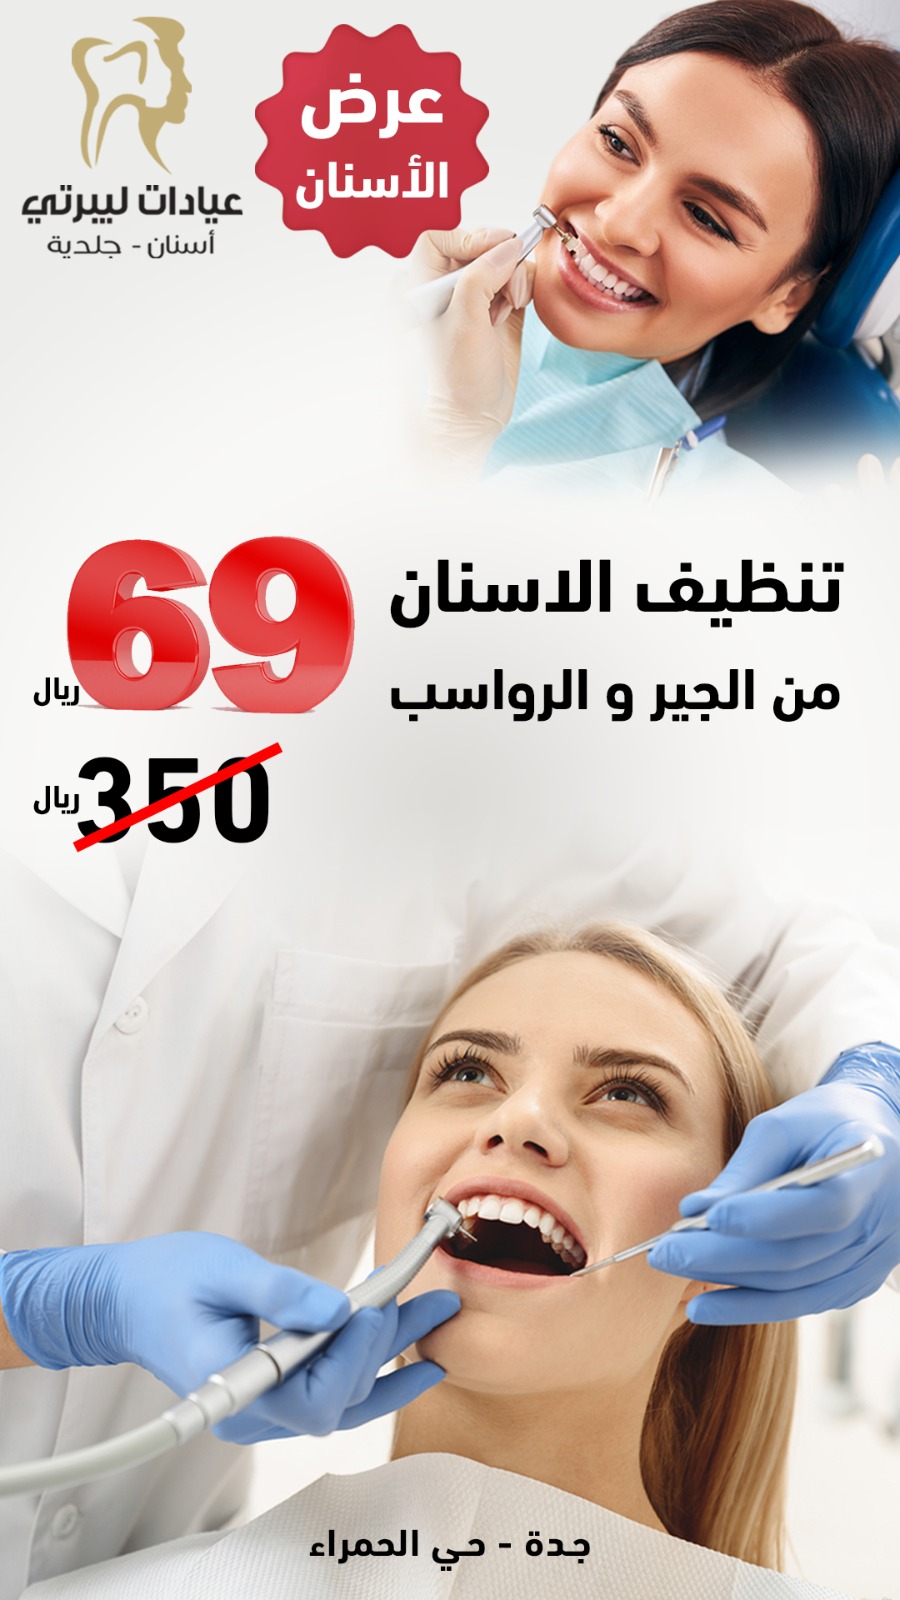 عيادات ليبرتي
أسنان - جلدية
عرض
الأسنان
تنظيف الاسنان
من الجير و الرواسب
69 ريال
350 ريال
جدة - حي الحمراء